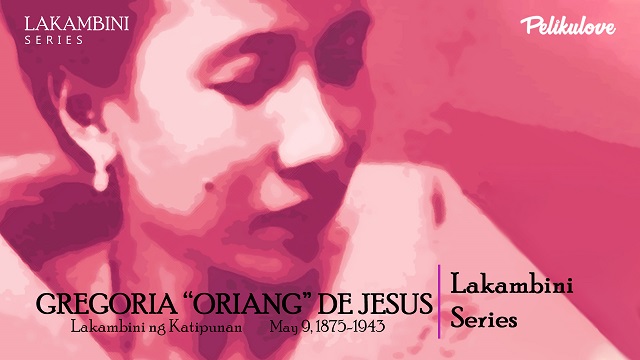 LAKAMBINI
SERIES
Pelikulove
GREGORIA “ORIANG” DE JESUS
Lakambini ng Katipunan May 9, 1875-1943
Lakambini
Series